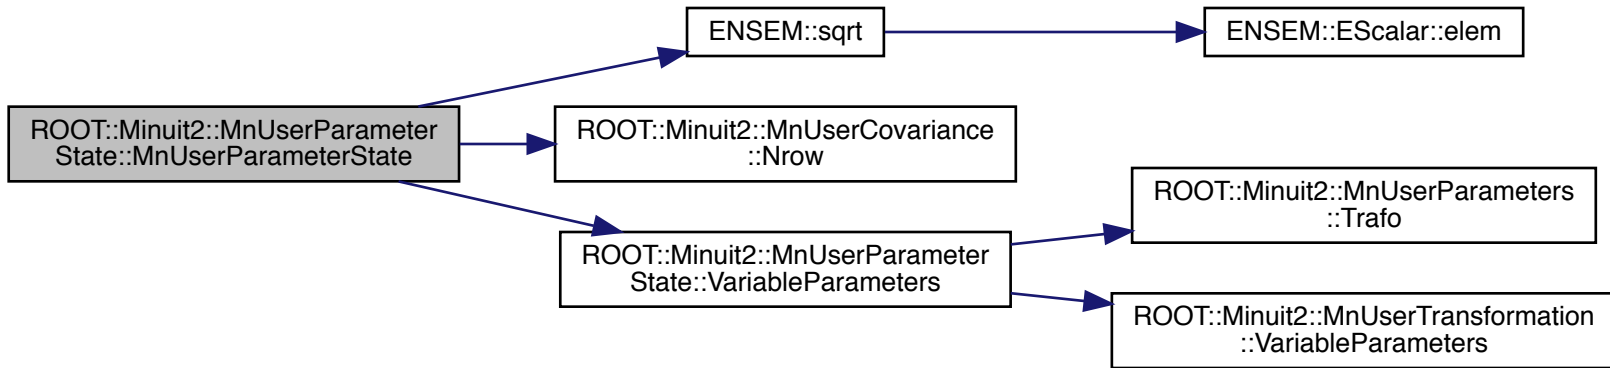 ROOT::Minuit2::MnUserParameter
State::MnUserParameterState
ENSEM::sqrt
ENSEM::EScalar::elem
ROOT::Minuit2::MnUserCovariance
::Nrow
ROOT::Minuit2::MnUserParameter
State::VariableParameters
ROOT::Minuit2::MnUserParameters
::Trafo
ROOT::Minuit2::MnUserTransformation
::VariableParameters